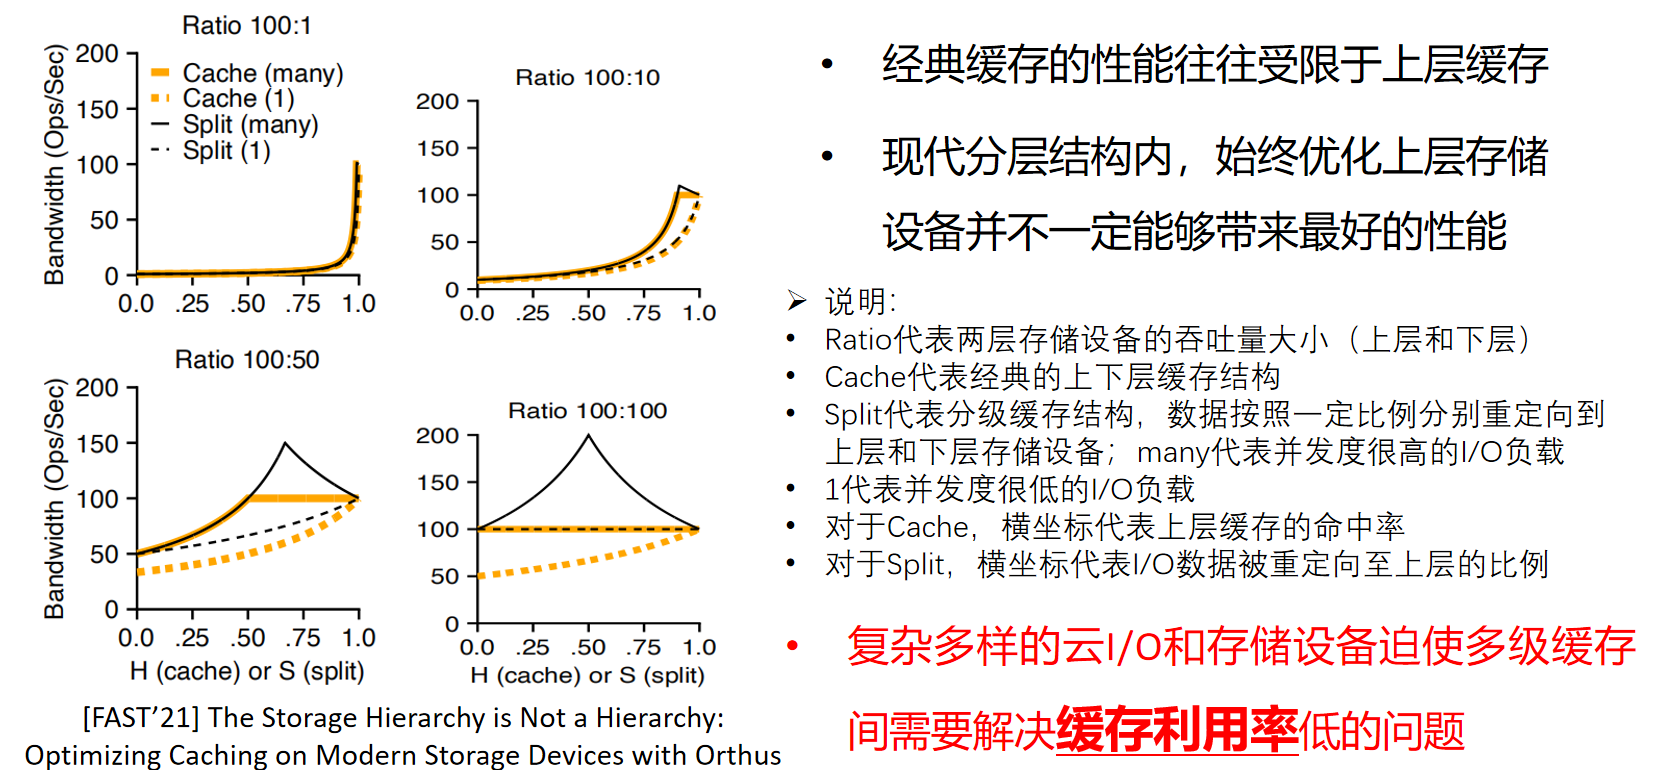 Ratio 100:1
200
150
100
50
0
Bandwidth (Ops/Sec)
Cache (many)
Cache (1)
Split (many)
Split (1)
0.0 .25 .50 .75 1.0
Ratio 100:10
200
150
100
50
0
0.0 .25 .50 .75 1.0
Ratio 100:50
200
150
100
50
0
Bandwidth (Ops/Sec)
0.0 .25 .50 .75 1.0
H (cache) or S (split)
Ratio 100:100
200
150
100
50
0
0.0 .25 .50 .75 1.0
H (cache) or S (split)
[FAST’21] The Storage Hierarchy is Not a Hierarchy:
Optimizing Caching on Modern Storage Devices with Orthus
• 经典缓存的性能往往受限于上层缓存
• 现代分层结构内，始终优化上层存储
设备并不一定能够带来最好的性能
➢ 说明：
• Ratio代表两层存储设备的吞吐量大小（上层和下层）
• Cache代表经典的上下层缓存结构
• Split代表分级缓存结构，数据按照一定比例分别重定向到
上层和下层存储设备；many代表并发度很高的I/O负载
• 1代表并发度很低的I/O负载
• 对于Cache，横坐标代表上层缓存的命中率
• 对于Split，横坐标代表I/O数据被重定向至上层的比例
• 复杂多样的云I/O和存储设备迫使多级缓存
间需要解决缓存利用率低的问题